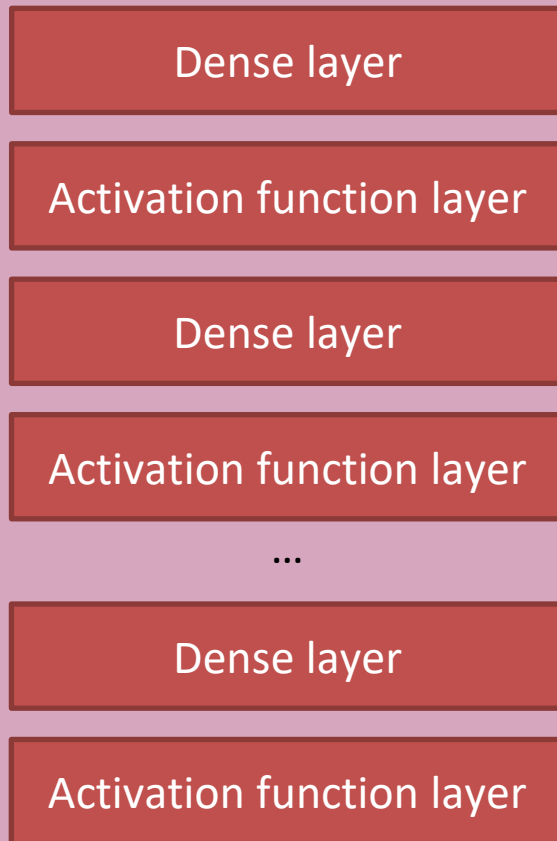 Dense layer
Activation function layer
Dense layer
Activation function layer
...
Dense layer
Activation function layer